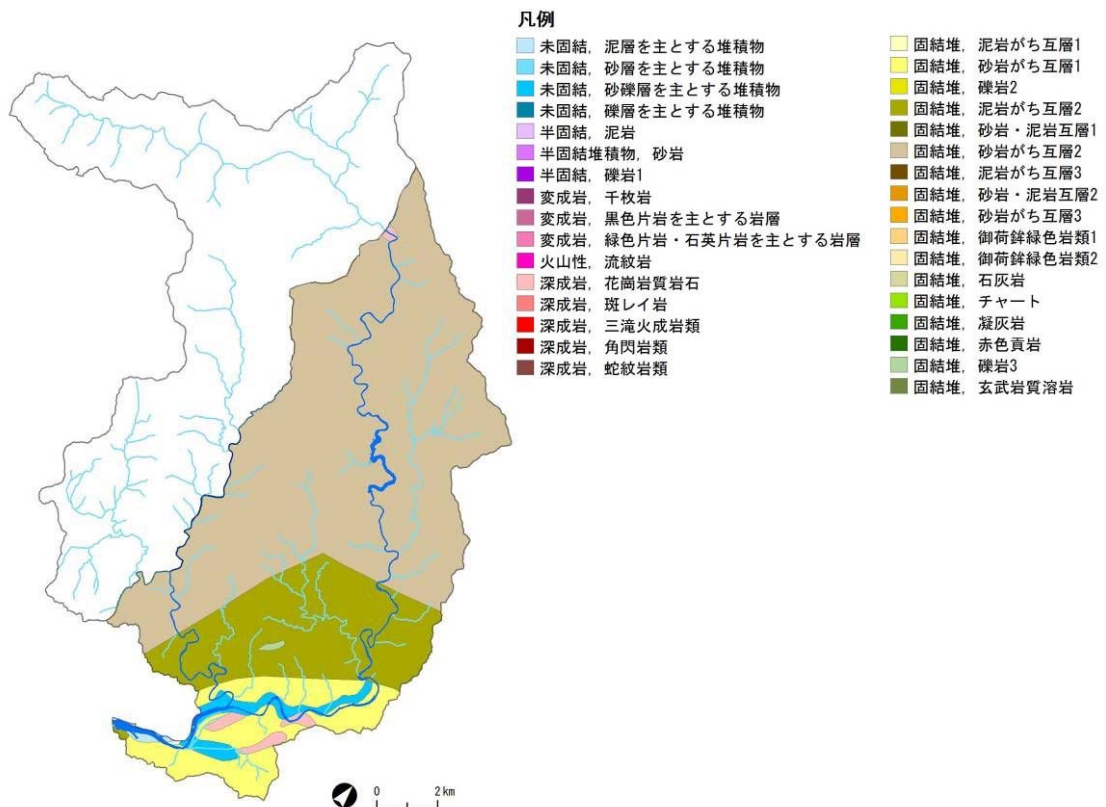 凡例
未固結，泥層を主とする堆積物
未固結，砂層を主とする堆積物
未固結，砂礫層を主とする堆積物
未固結，礫層を主とする堆積物
半固結，泥岩
半固結堆積物，砂岩
半固結，礫岩1
変成岩，千枚岩
変成岩，黒色片岩を主とする岩層
変成岩，緑色片岩・石英片岩を主とする岩層
火山性，流紋岩
深成岩，花崗岩質岩石
深成岩，斑レイ岩
深成岩，三滝火成岩類
深成岩，角閃岩類
深成岩，蛇紋岩類
固結堆，泥岩がち互層1
固結堆，砂岩がち互層1
固結堆，礫岩2
固結堆，泥岩がち互層2
固結堆，砂岩・泥岩互層1
固結堆，砂岩がち互層2
固結堆，泥岩がち互層3
固結堆，砂岩・泥岩互層2
固結堆，砂岩がち互層3
固結堆，御荷鉾緑色岩類1
固結堆，御荷鉾緑色岩類2
固結堆，石灰岩
固結堆，チャート
固結堆，凝灰岩
固結堆，赤色貢岩
固結堆，礫岩3
固結堆，玄武岩質溶岩
0 2km